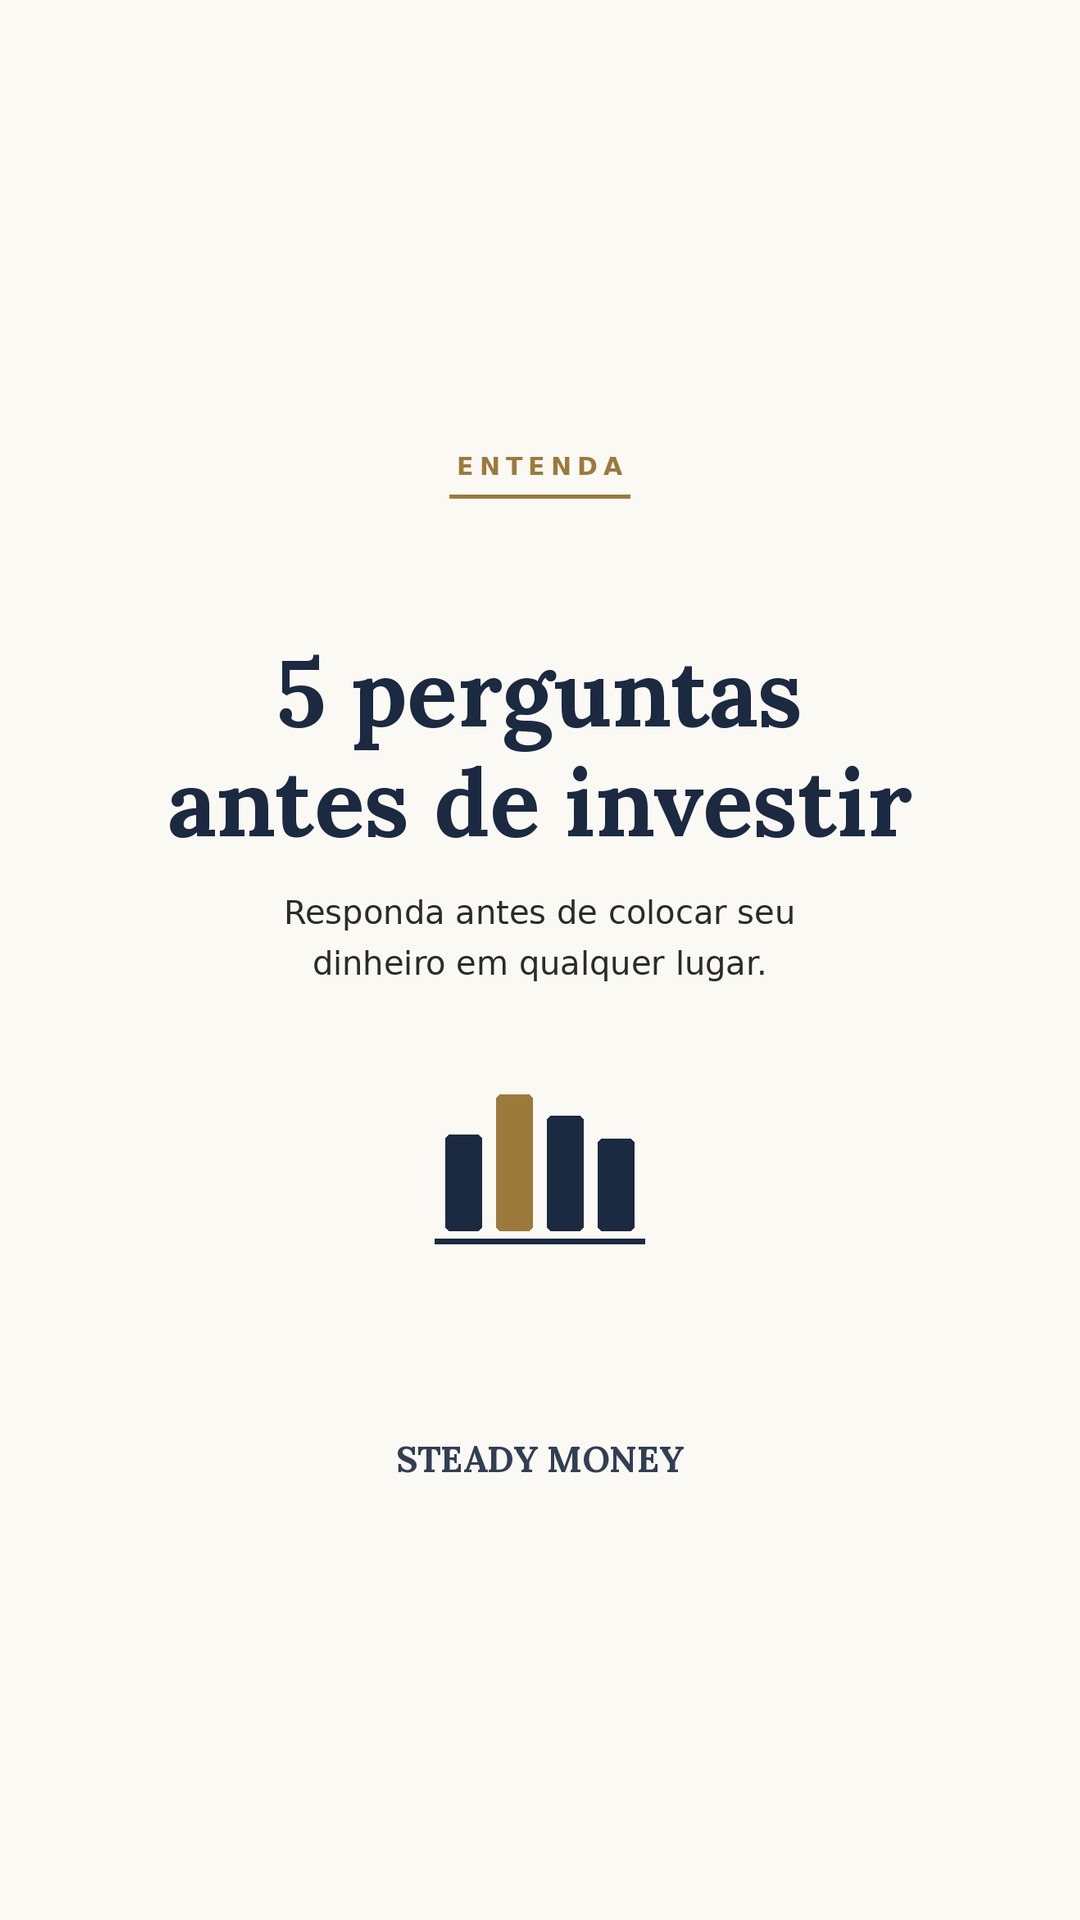 ENTENDA
5 perguntas
antes de investir
Responda antes de colocar seu
dinheiro em qualquer lugar.
STEADY MONEY